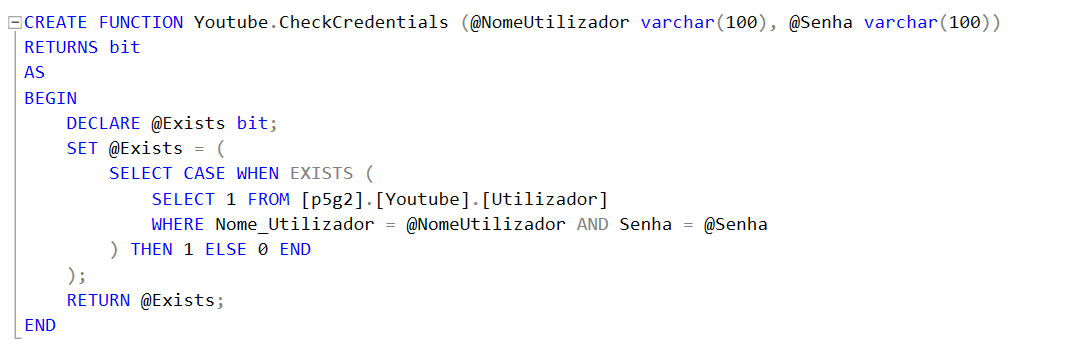 CREATE FUNCTION Youtube.CheckCredentials (@NomeUtilizador varchar(100), @Senha varchar(100))
RETURNS bit
AS
BEGIN
    DECLARE @Exists bit;
    SET @Exists = (
        SELECT CASE WHEN EXISTS (
            SELECT 1 FROM [p5g2].[Youtube].[Utilizador]
            WHERE Nome_Utilizador = @NomeUtilizador AND Senha = @Senha
        ) THEN 1 ELSE 0 END
    );
    RETURN @Exists;
END